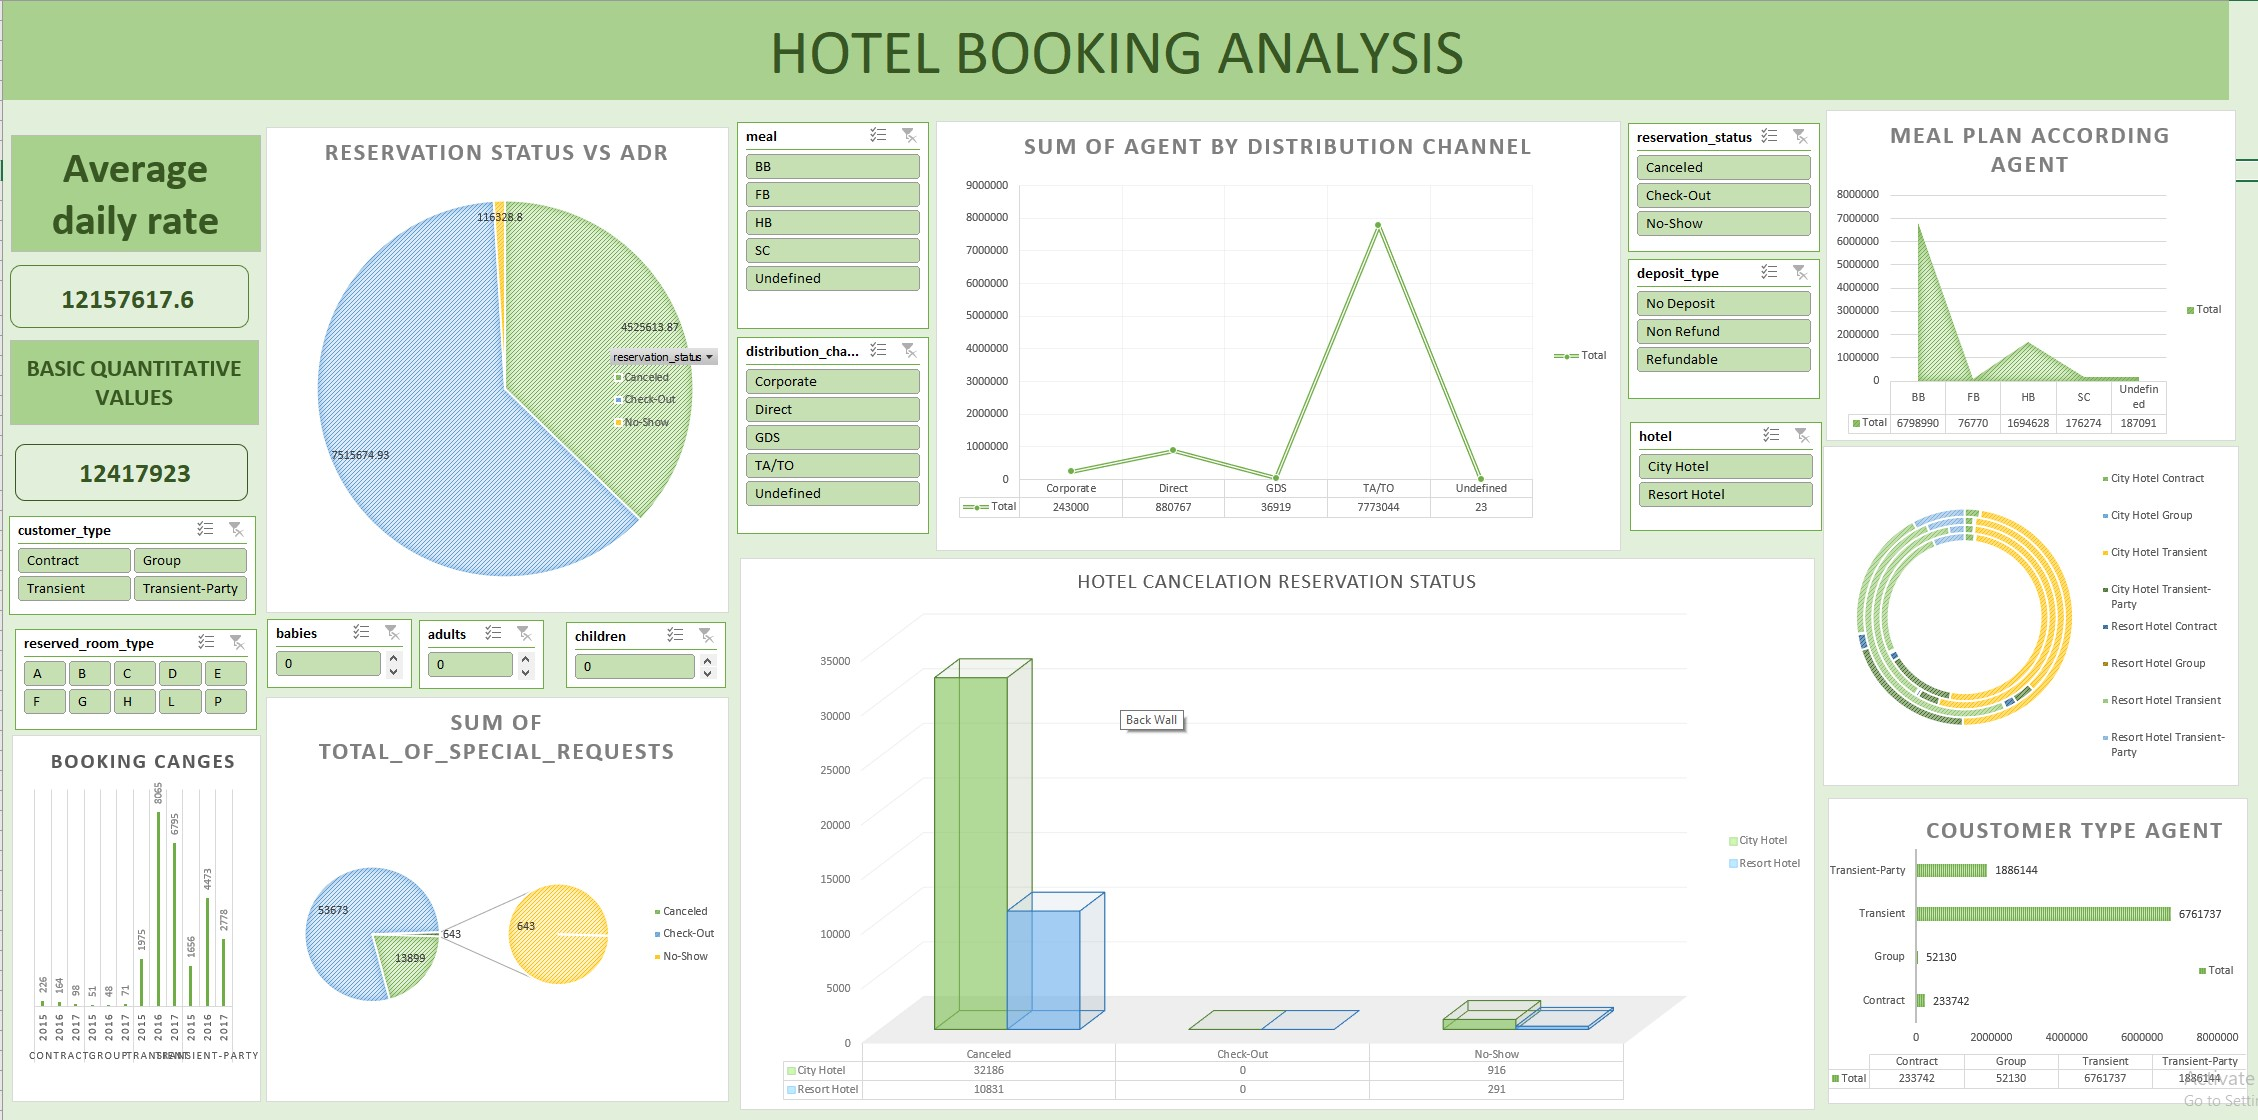 HOTEL BOOKING ANALYSIS
Average
daily rate
12157617.6
BASIC QUANTITATIVE
VALUES
12417923
customer_type
Contract
Group
Transient
Transient-Party
reserved_room_type
A B C D E
F G H L P
BOOKING CANGES
226
164
98
51
48
71
1975
8065
6795
1656
4473
2778
2015 2016 2017 2015 2016 2017 2015 2016 2017 2015 2016 2017
CONTRACT GROUP TRANSIENT TRANSIENT-PARTY
RESERVATION STATUS VS ADR
116328.8
4525613.87
reservation_status
Canceled
Check-Out
No-Show
7515674.93
babies
0
adults
0
children
0
SUM OF
TOTAL_OF_SPECIAL_REQUESTS
53673
643
13899
643
Canceled
Check-Out
No-Show
meal
BB
FB
HB
SC
Undefined
distribution_cha...
Corporate
Direct
GDS
TA/TO
Undefined
SUM OF AGENT BY DISTRIBUTION CHANNEL
9000000
8000000
7000000
6000000
5000000
4000000
3000000
2000000
1000000
0
Corporate Direct GDS TA/TO Undefined
Total 243000 880767 36919 7773044 23
Total
reservation_status
Canceled
Check-Out
No-Show
deposit_type
No Deposit
Non Refund
Refundable
hotel
City Hotel
Resort Hotel
HOTEL CANCELATION RESERVATION STATUS
35000
30000
25000
20000
15000
10000
5000
0
Back Wall
City Hotel
Resort Hotel
Canceled Check-Out No-Show
City Hotel 32186 0 916
Resort Hotel 10831 0 291
MEAL PLAN ACCORDING
AGENT
8000000
7000000
6000000
5000000
4000000
3000000
2000000
1000000
0
BB FB HB SC Undefin
ed
Total 6798990 76770 1694628 176274 187091
Total
City Hotel Contract
City Hotel Group
City Hotel Transient
City Hotel Transient-
Party
Resort Hotel Contract
Resort Hotel Group
Resort Hotel Transient
Resort Hotel Transient-
Party
COUSTOMER TYPE AGENT
Transient-Party 1886144
Transient 6761737
Group 52130
Contract 233742
Total
0 2000000 4000000 6000000 8000000
Contract Group Transient Transient-Party
Total 233742 52130 6761737 1886144
Activate
Go to Setti